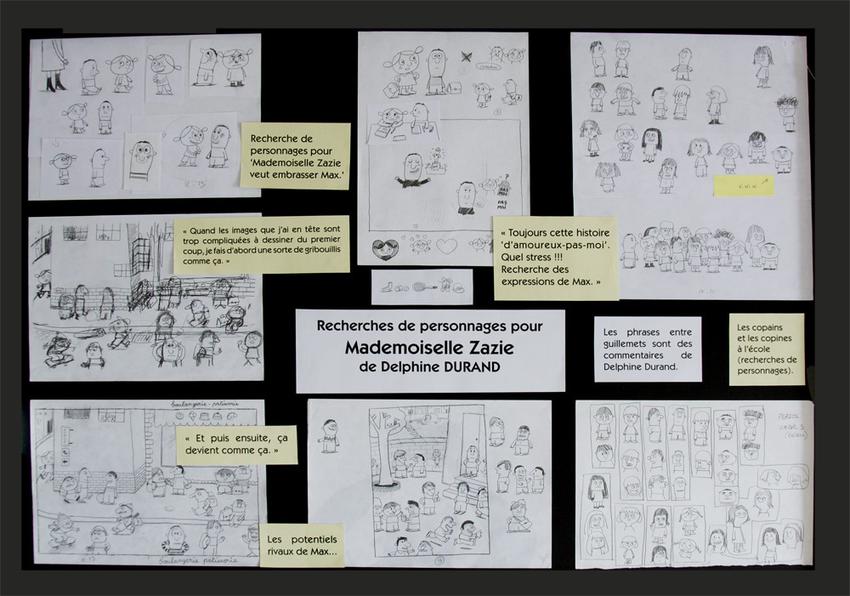 Recherche de
personnages pour
'Mademoiselle Zazie
veut embrasser Max.'
« Quand les images que j'ai en tête sont
trop compliquées à dessiner du premier
coup, je fais d'abord une sorte de gribouillis
comme ça. »
« Toujours cette histoire
'd'amoureux-pas-moi'.
Quel stress !!!
Recherche des
expressions de Max. »
Recherches de personnages pour
Mademoiselle Zazie
de Delphine DURAND
Les phrases entre
guillemets sont des
commentaires de
Delphine Durand.
Les copains
et les copines
à l'école
(recherches de
personnages).
boulangerie - patisserie
« Et puis ensuite, ça
devient comme ça. »
Les potentiels
rivaux de Max...
boulangerie patisserie